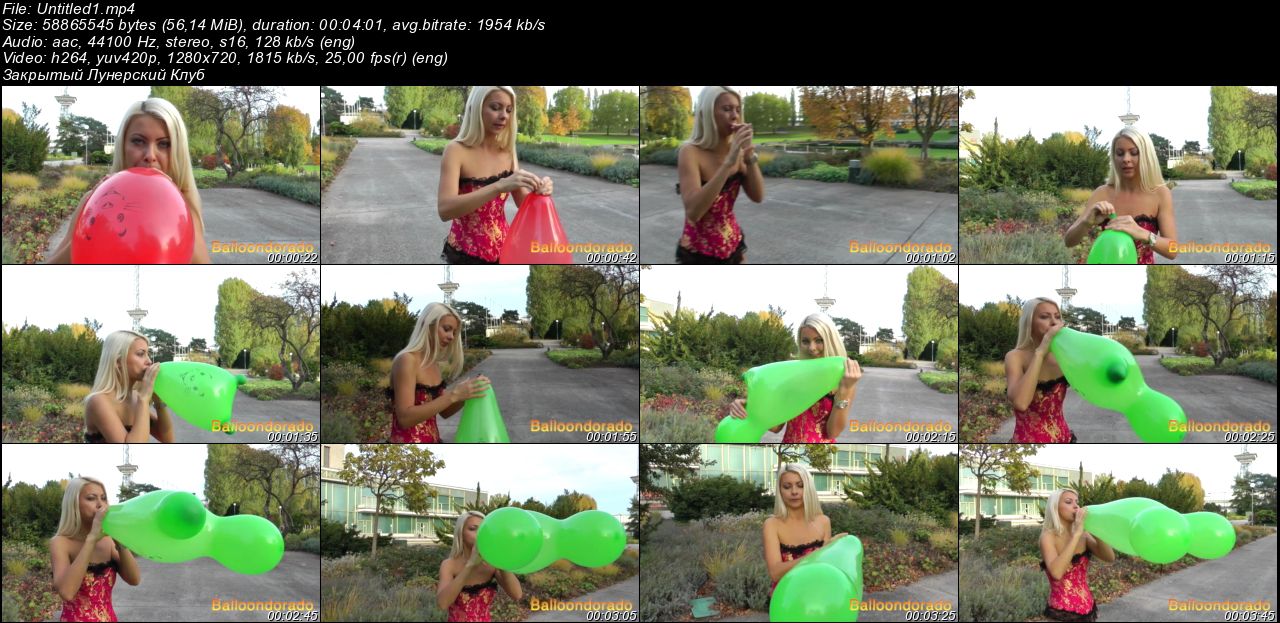 File: Untitled1.mp4
Size: 58865545 bytes (56,14 MiB), duration: 00:04:01, avg.bitrate: 1954 kb/s
Audio: aac, 44100 Hz, stereo, s16, 128 kb/s (eng)
Video: h264, yuv420p, 1280x720, 1815 kb/s, 25,00 fps(r) (eng)
Закрытый Лунерский Клуб
Balloondorado
00:00:22
Balloondorado
00:00:42
Balloondorado
00:01:02
Balloondorado
00:01:15
Balloondorado
00:01:35
Balloondorado
00:01:55
Balloondorado
00:02:15
Balloondorado
00:02:25
Balloondorado
00:02:45
Balloondorado
00:03:05
Balloondorado
00:03:25
Balloondorado
00:03:45